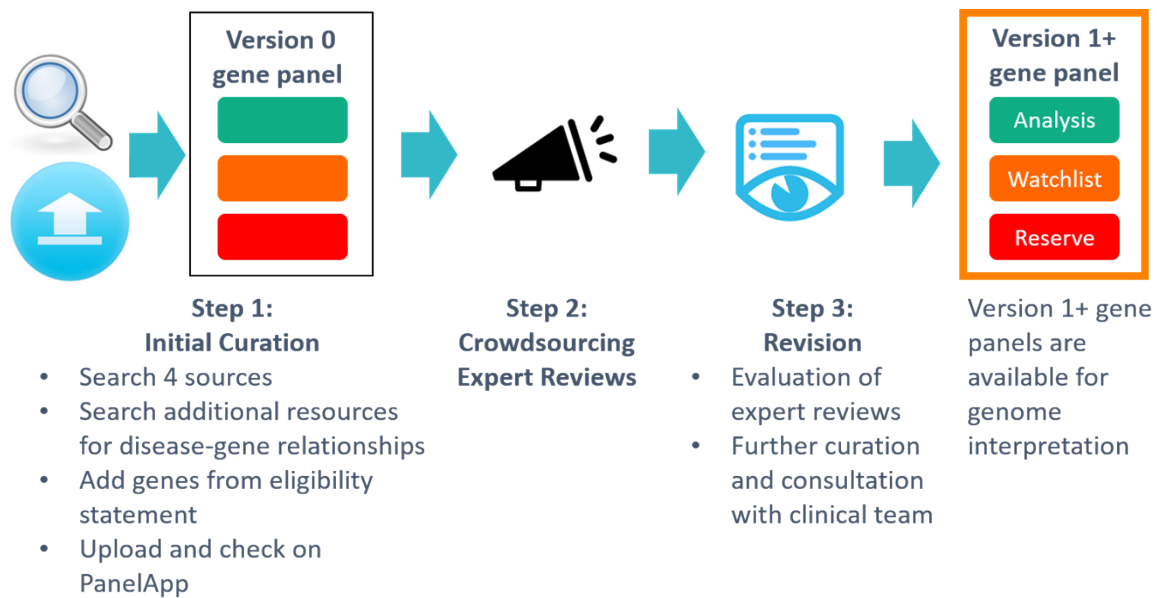 Version 0
gene panel
Version 1+
gene panel
Analysis
Watchlist
Reserve
Step 1:
Initial Curation
• Search 4 sources
• Search additional resources
for disease-gene relationships
• Add genes from eligibility
statement
• Upload and check on
PanelApp
Step 2:
Crowdsourcing
Expert Reviews
Step 3:
Revision
• Evaluation of
expert reviews
• Further curation
and consultation
with clinical team
Version 1+ gene
panels are
available for
genome
interpretation